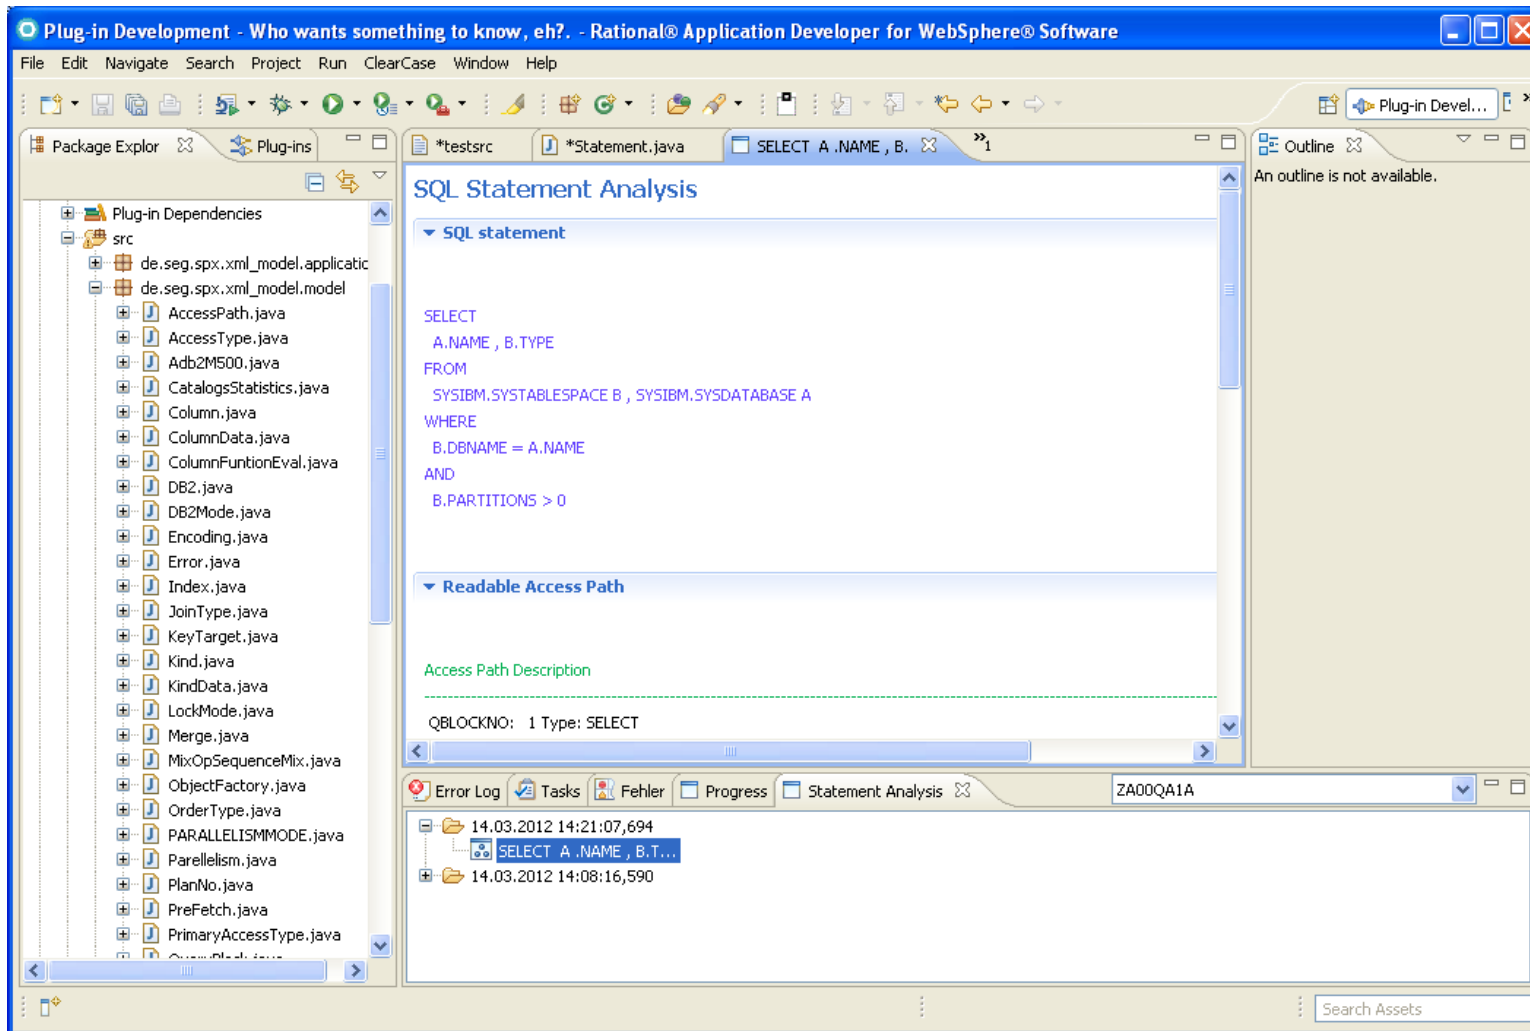 Plug-in Development - Who wants something to know, eh?. - Rational® Application Developer for WebSphere® Software
File Edit Navigate Search Project Run ClearCase Window Help
Plug-in Devel...
Package Explor
Plug-ins
*testsrc
*Statement.java
SELECT A .NAME , B.
»1
Outline
An outline is not available.
Plug-in Dependencies
src
de.seg.spx.xml_model.applicatic
de.seg.spx.xml_model.model
AccessPath.java
AccessType.java
Adb2M500.java
CatalogsStatistics.java
Column.java
ColumnData.java
ColumnFuntionEval.java
DB2.java
DB2Mode.java
Encoding.java
Error.java
Index.java
JoinType.java
KeyTarget.java
Kind.java
KindData.java
LockMode.java
Merge.java
MixOpSequenceMix.java
ObjectFactory.java
OrderType.java
PARALLELISMMODE.java
Parellelism.java
PlanNo.java
PreFetch.java
PrimaryAccessType.java
SQL Statement Analysis
SQL statement
SELECT
A.NAME , B.TYPE
FROM
SYSIBM.SYSTABLESPACE B , SYSIBM.SYSDATABASE A
WHERE
B.DBNAME = A.NAME
AND
B.PARTITIONS > 0
Readable Access Path
Access Path Description
QBLOCKNO: 1 Type: SELECT
Error Log
Tasks
Fehler
Progress
Statement Analysis
ZA00QA1A
14.03.2012 14:21:07,694
SELECT A .NAME , B.T...
14.03.2012 14:08:16,590
Search Assets